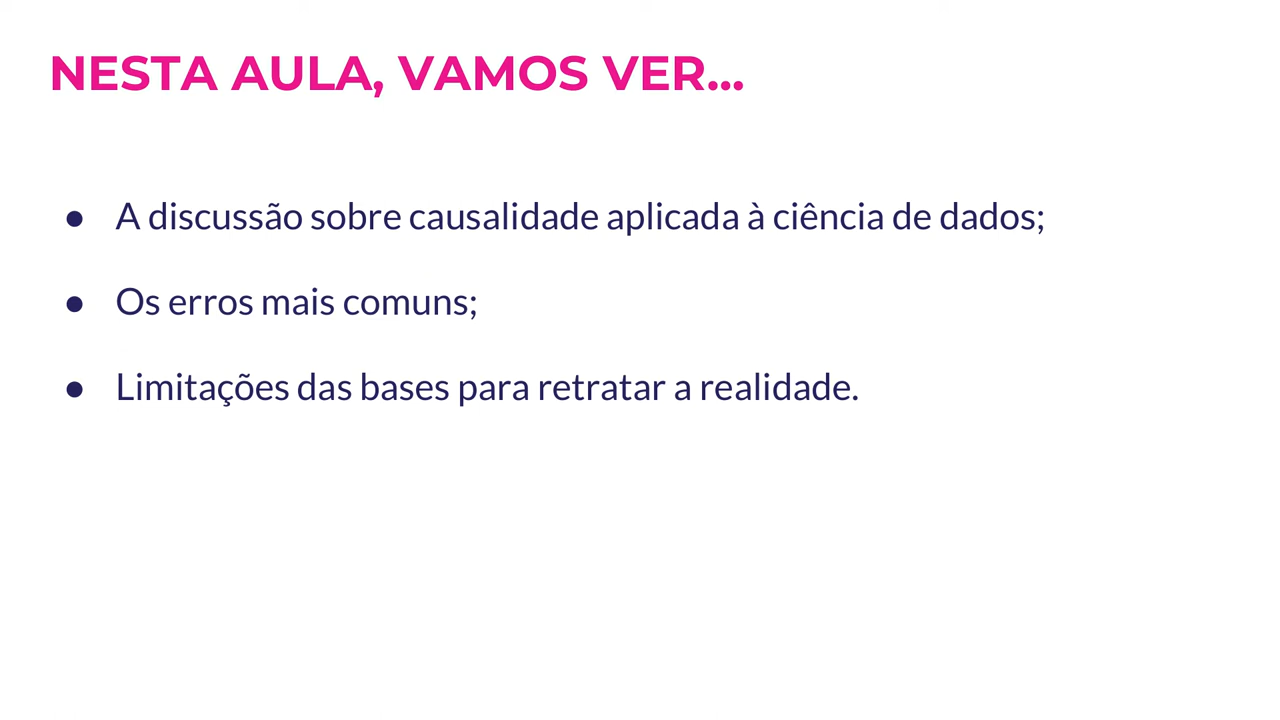 NESTA AULA, VAMOS VER...
● A discussão sobre causalidade aplicada à ciência de dados;
● Os erros mais comuns;
● Limitações das bases para retratar a realidade.